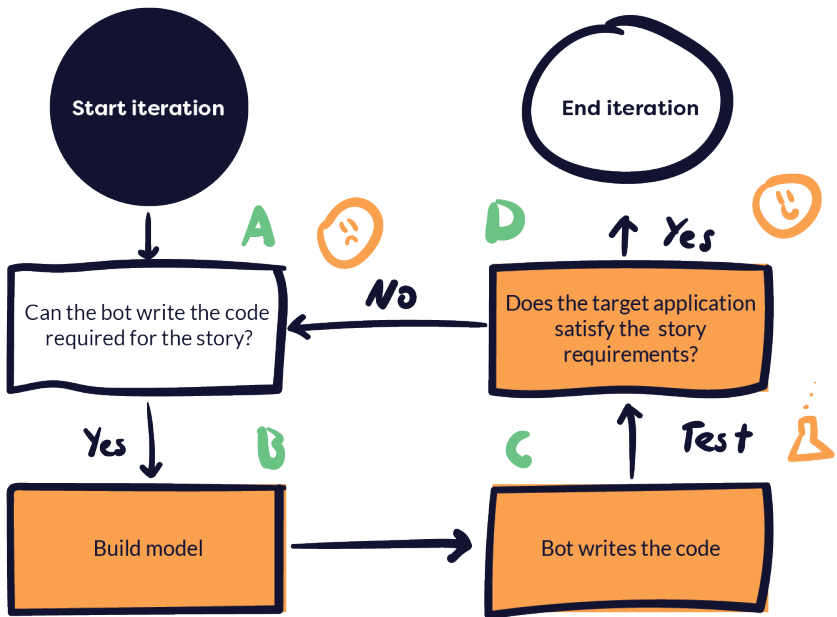 Start iteration
End iteration
A
D
Yes
No
Can the bot write the code
required for the story?
Does the target application
satisfy the story
requirements?
Yes
B
C
Test
Build model
Bot writes the code